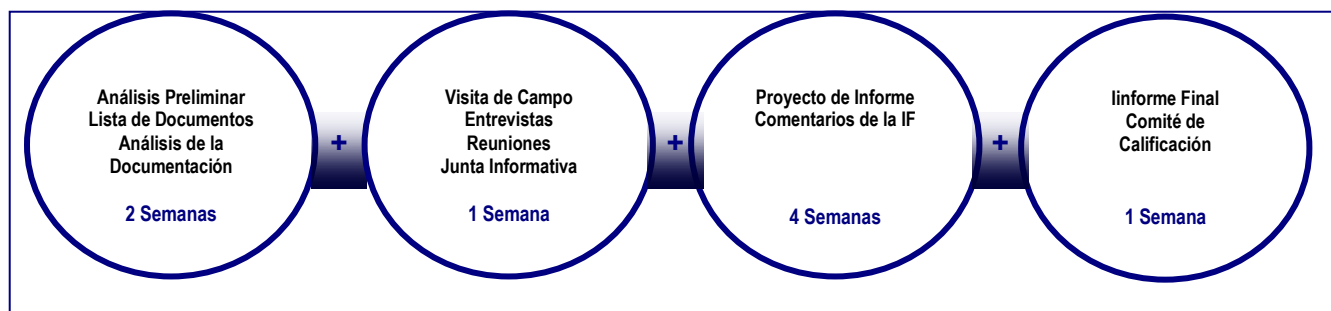 Análisis Preliminar
Lista de Documentos
Análisis de la
Documentación
2 Semanas
+
Visita de Campo
Entrevistas
Reuniones
Junta Informativa
1 Semana
+
Proyecto de Informe
Comentarios de la IF
4 Semanas
+
Iinforme Final
Comité de
Calificación
1 Semana